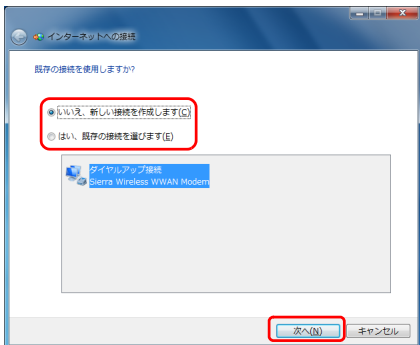 インターネットへの接続
既存の接続を使用しますか?
いいえ、新しい接続を作成します(C)
はい、既存の接続を選びます(E)
ダイヤルアップ接続
Sierra Wireless WWAN Modem
次へ(N)
キャンセル